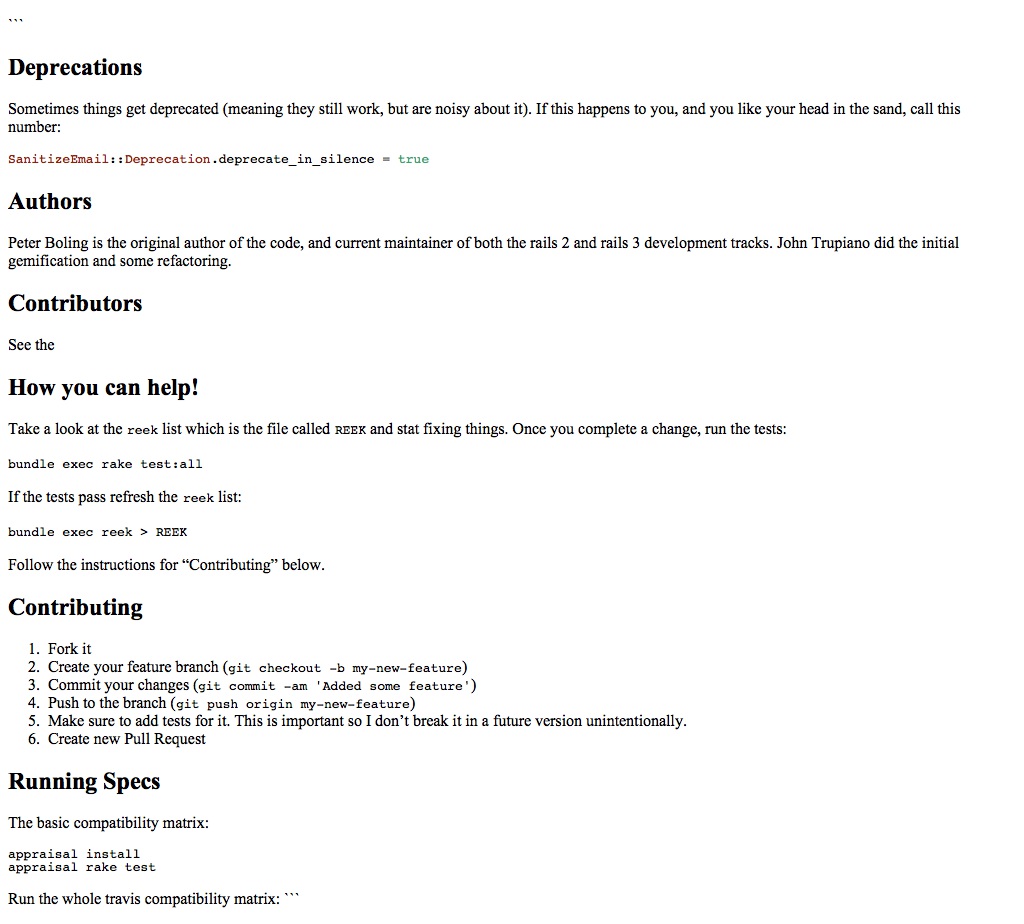 ```
Deprecations
Sometimes things get deprecated (meaning they still work, but are noisy about it). If this happens to you, and you like your head in the sand, call this
number:
SanitizeEmail::Deprecation.deprecate_in_silence = true
Authors
Peter Boling is the original author of the code, and current maintainer of both the rails 2 and rails 3 development tracks. John Trupiano did the initial
gemification and some refactoring.
Contributors
See the
How you can help!
Take a look at the reek list which is the file called REEK and stat fixing things. Once you complete a change, run the tests:
bundle exec rake test:all
If the tests pass refresh the reek list:
bundle exec reek > REEK
Follow the instructions for “Contributing” below.
Contributing
1. Fork it
2. Create your feature branch (git checkout -b my-new-feature)
3. Commit your changes (git commit -am 'Added some feature')
4. Push to the branch (git push origin my-new-feature)
5. Make sure to add tests for it. This is important so I don’t break it in a future version unintentionally.
6. Create new Pull Request
Running Specs
The basic compatibility matrix:
appraisal install
appraisal rake test
Run the whole travis compatibility matrix: ```